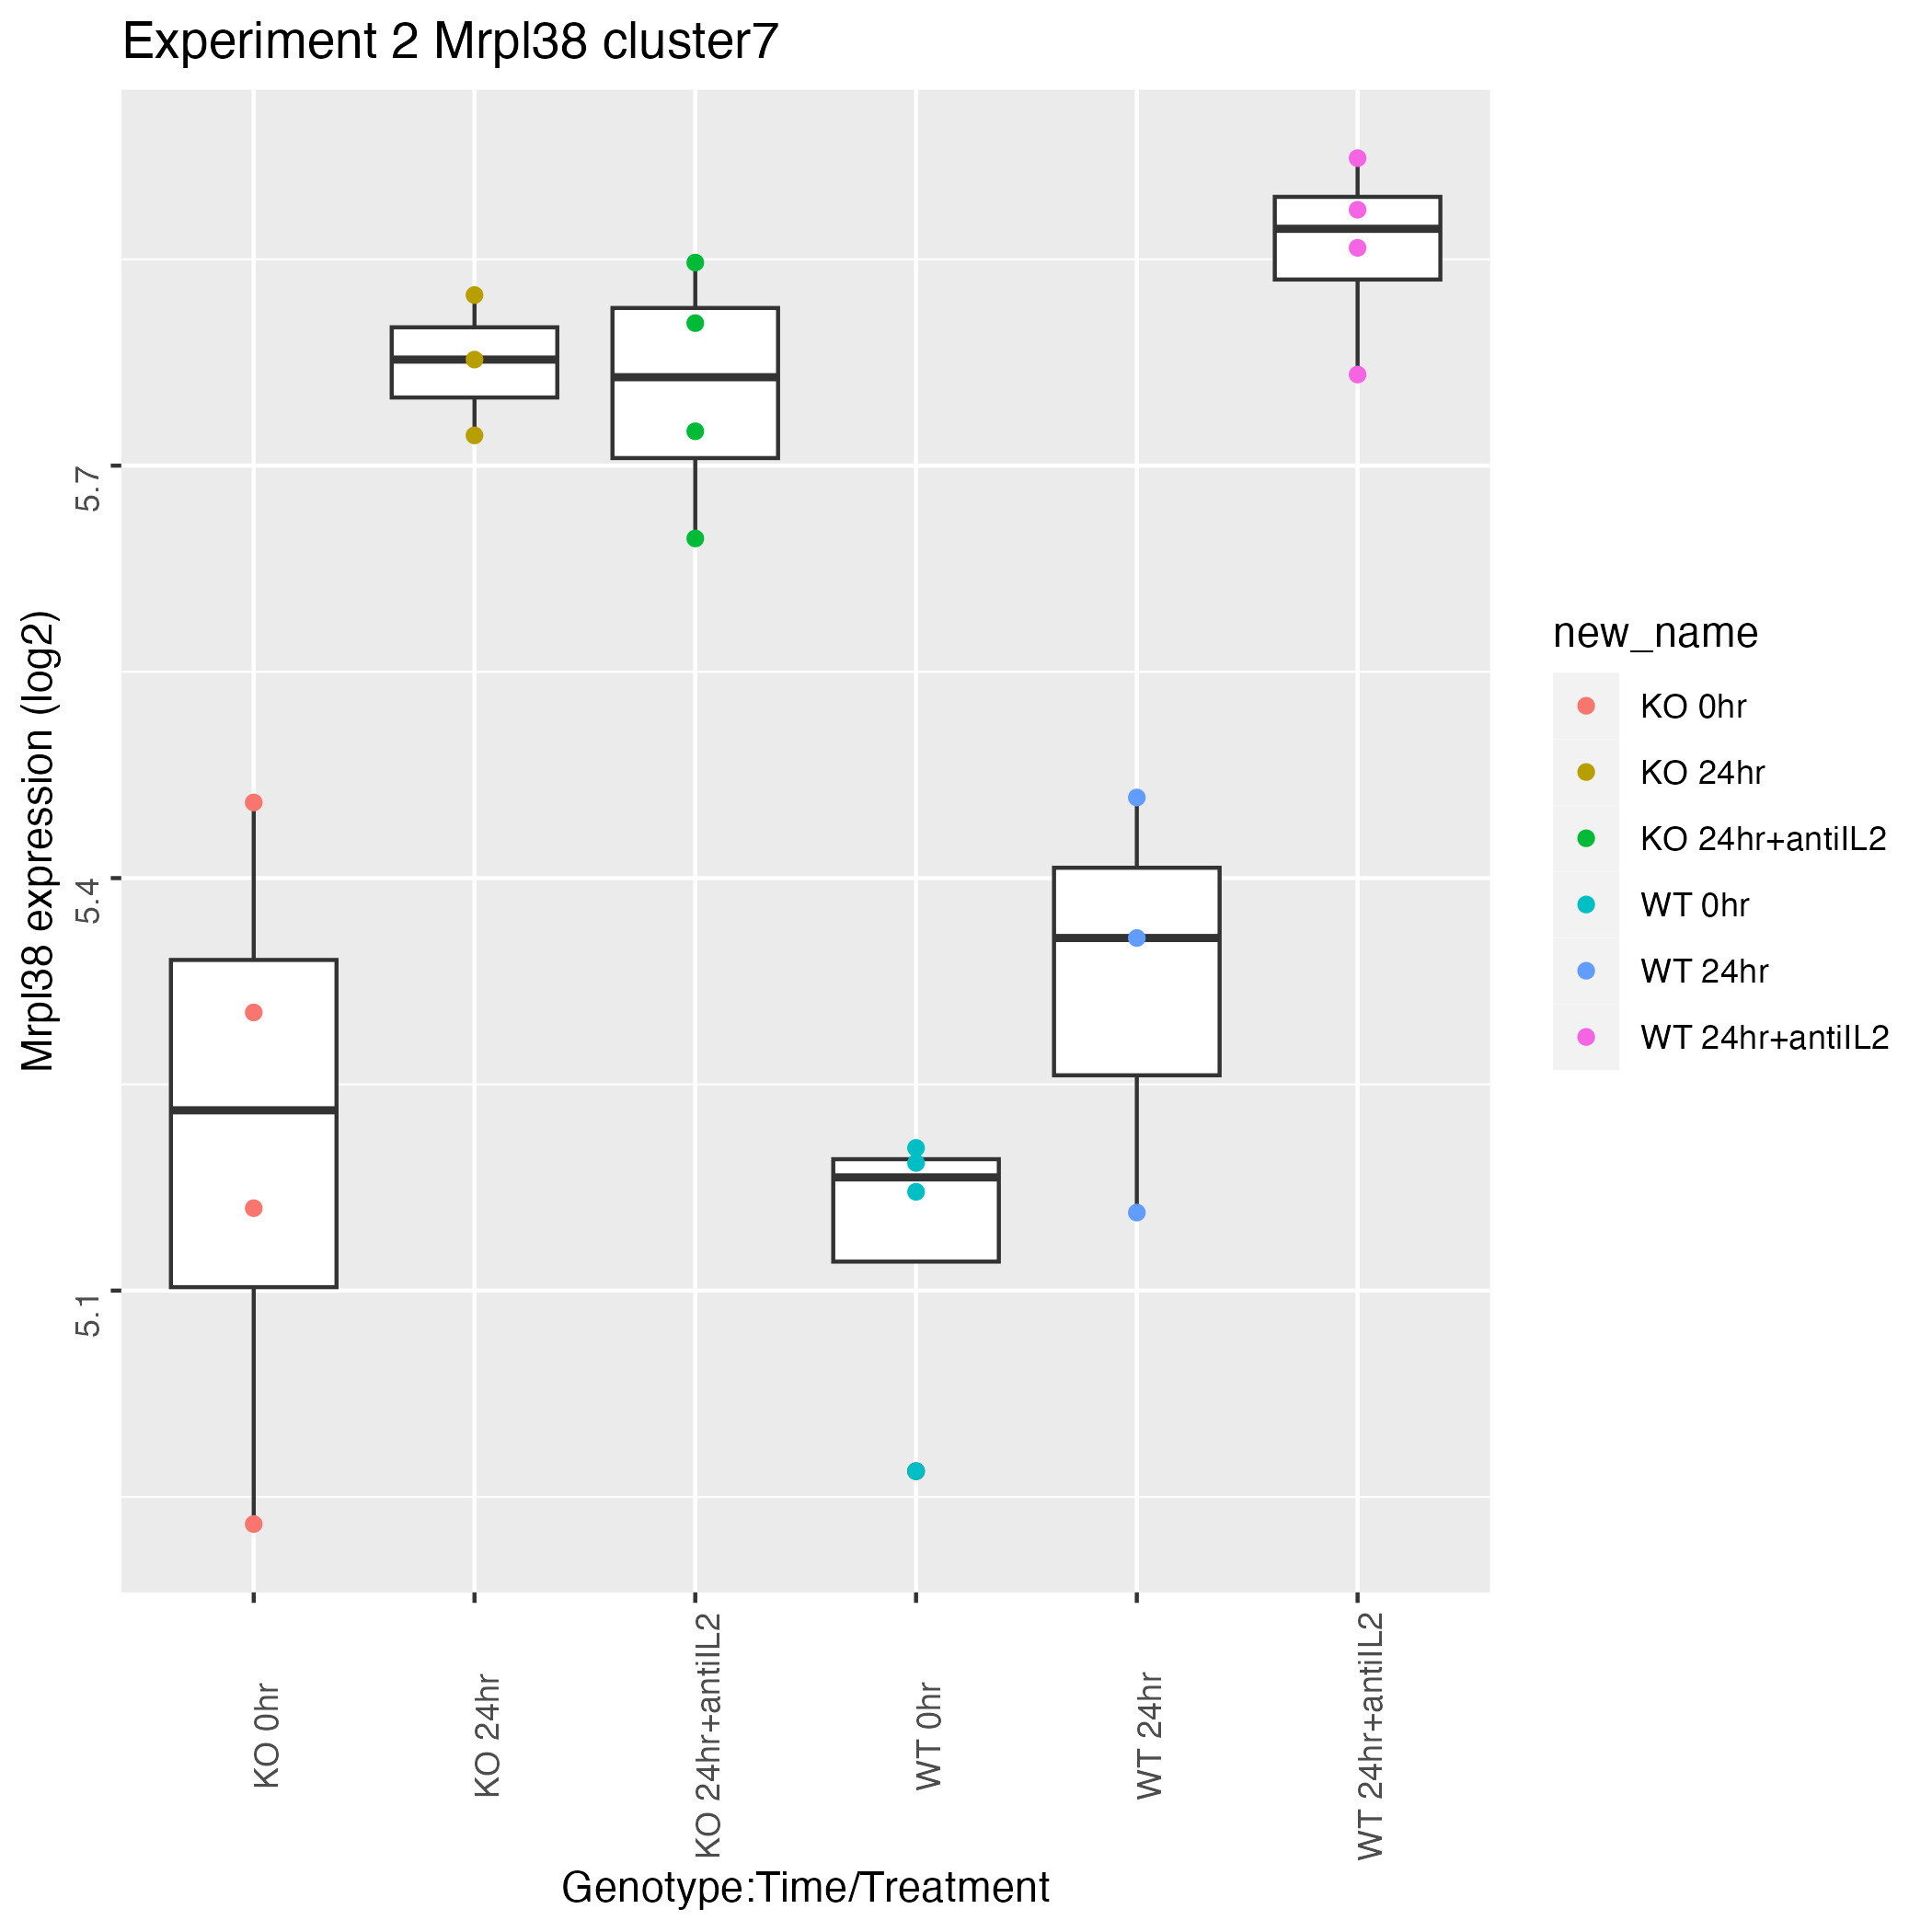 Experiment 2 Mrpl38 cluster7
Mrpl38 expression (log2)
5.7
5.4
5.1
KO 0hr
KO 24hr
KO 24hr+antiIL2
WT 0hr
WT 24hr
WT 24hr+antiIL2
Genotype:Time/Treatment
new_name
KO 0hr
KO 24hr
KO 24hr+antiIL2
WT 0hr
WT 24hr
WT 24hr+antiIL2